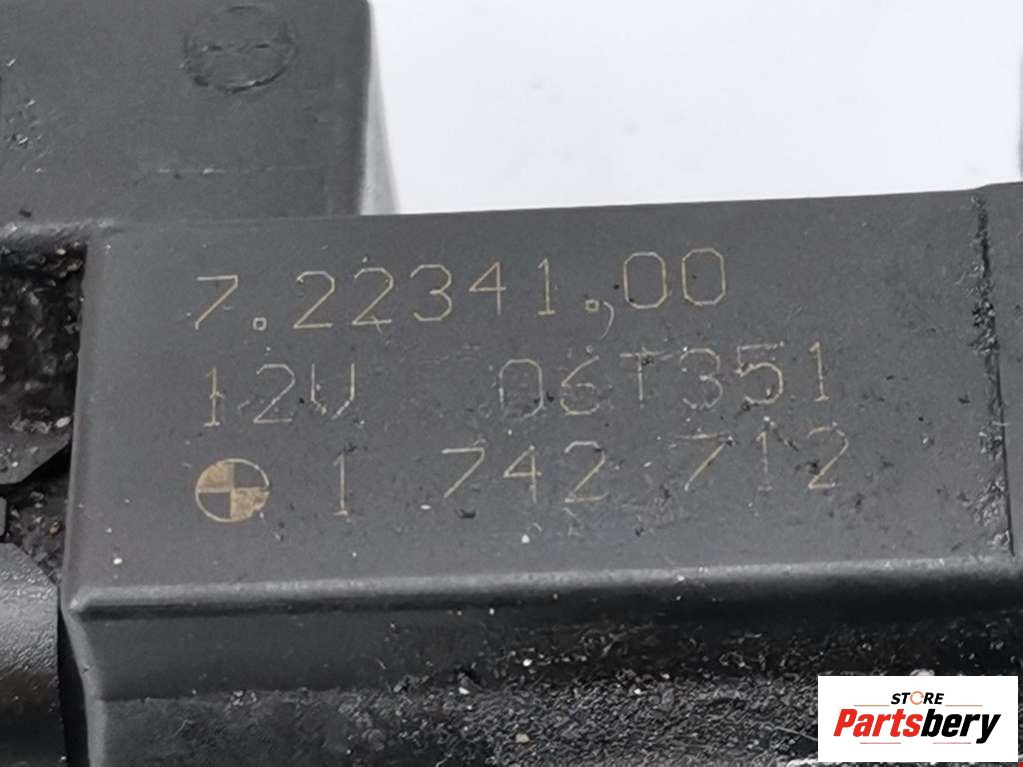 7.22341.00
12V 06T351
1 742 712
STORE
Partsbery